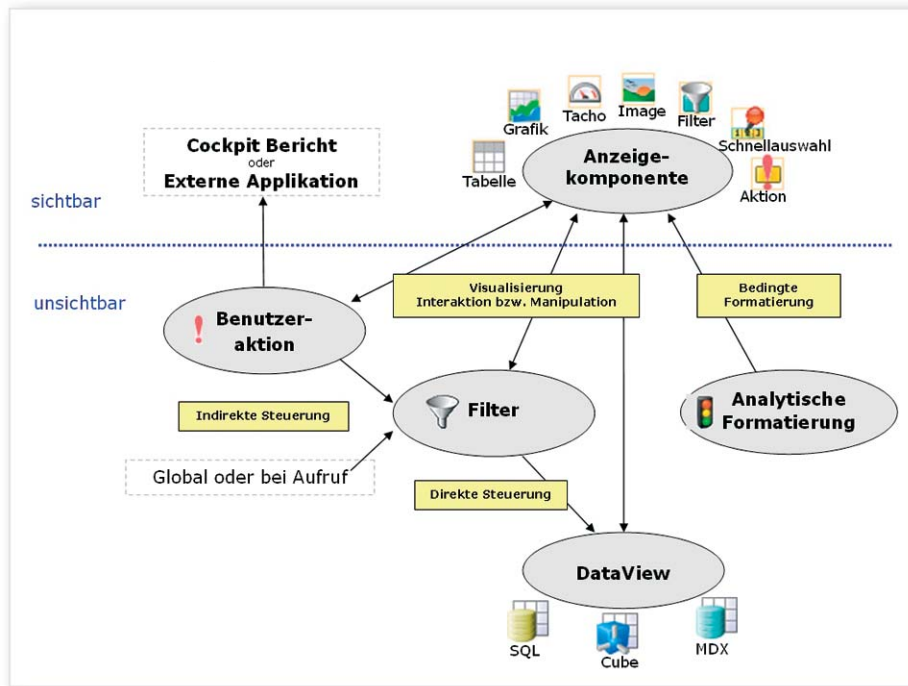 Tacho
Image
Grafik
Filter
Schnellauswahl
Cockpit Bericht
oder
Externe Applikation
Tabelle
Anzeige-
komponente
Aktion
sichtbar
unsichtbar
Visualisierung
Interaktion bzw. Manipulation
Bedingte
Formatierung
Benutzer-
aktion
Indirekte Steuerung
Filter
Analytische
Formatierung
Global oder bei Aufruf
Direkte Steuerung
DataView
SQL
Cube
MDX